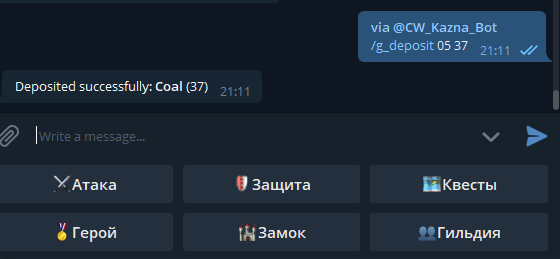 via @CW_Kazna_Bot
/g_deposit 05 37 21:11
Deposited successfully: Coal (37) 21:11
Write a message...
Атака Защита Квесты
Герой Замок Гильдия